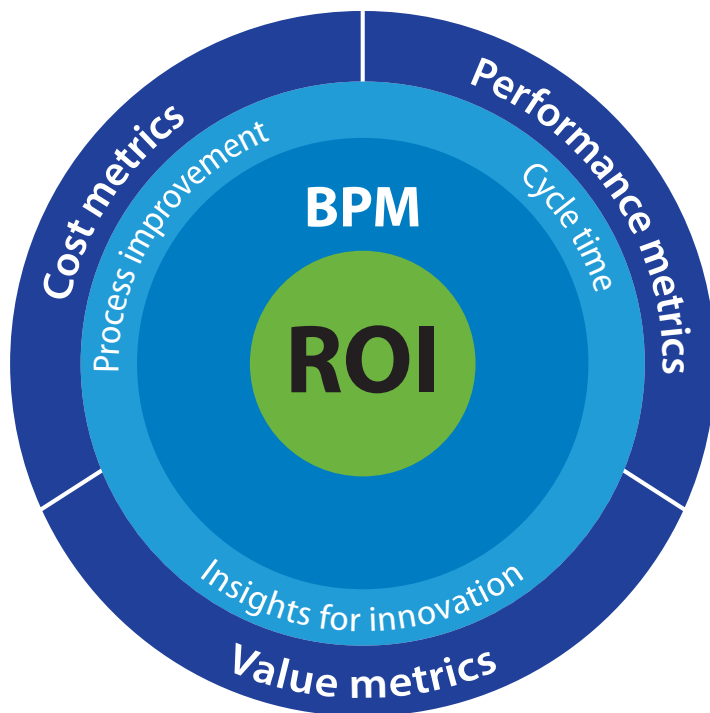 Cost metrics
Performance metrics
Process improvement
Cycle time
BPM
ROI
Insights for innovation
Value metrics